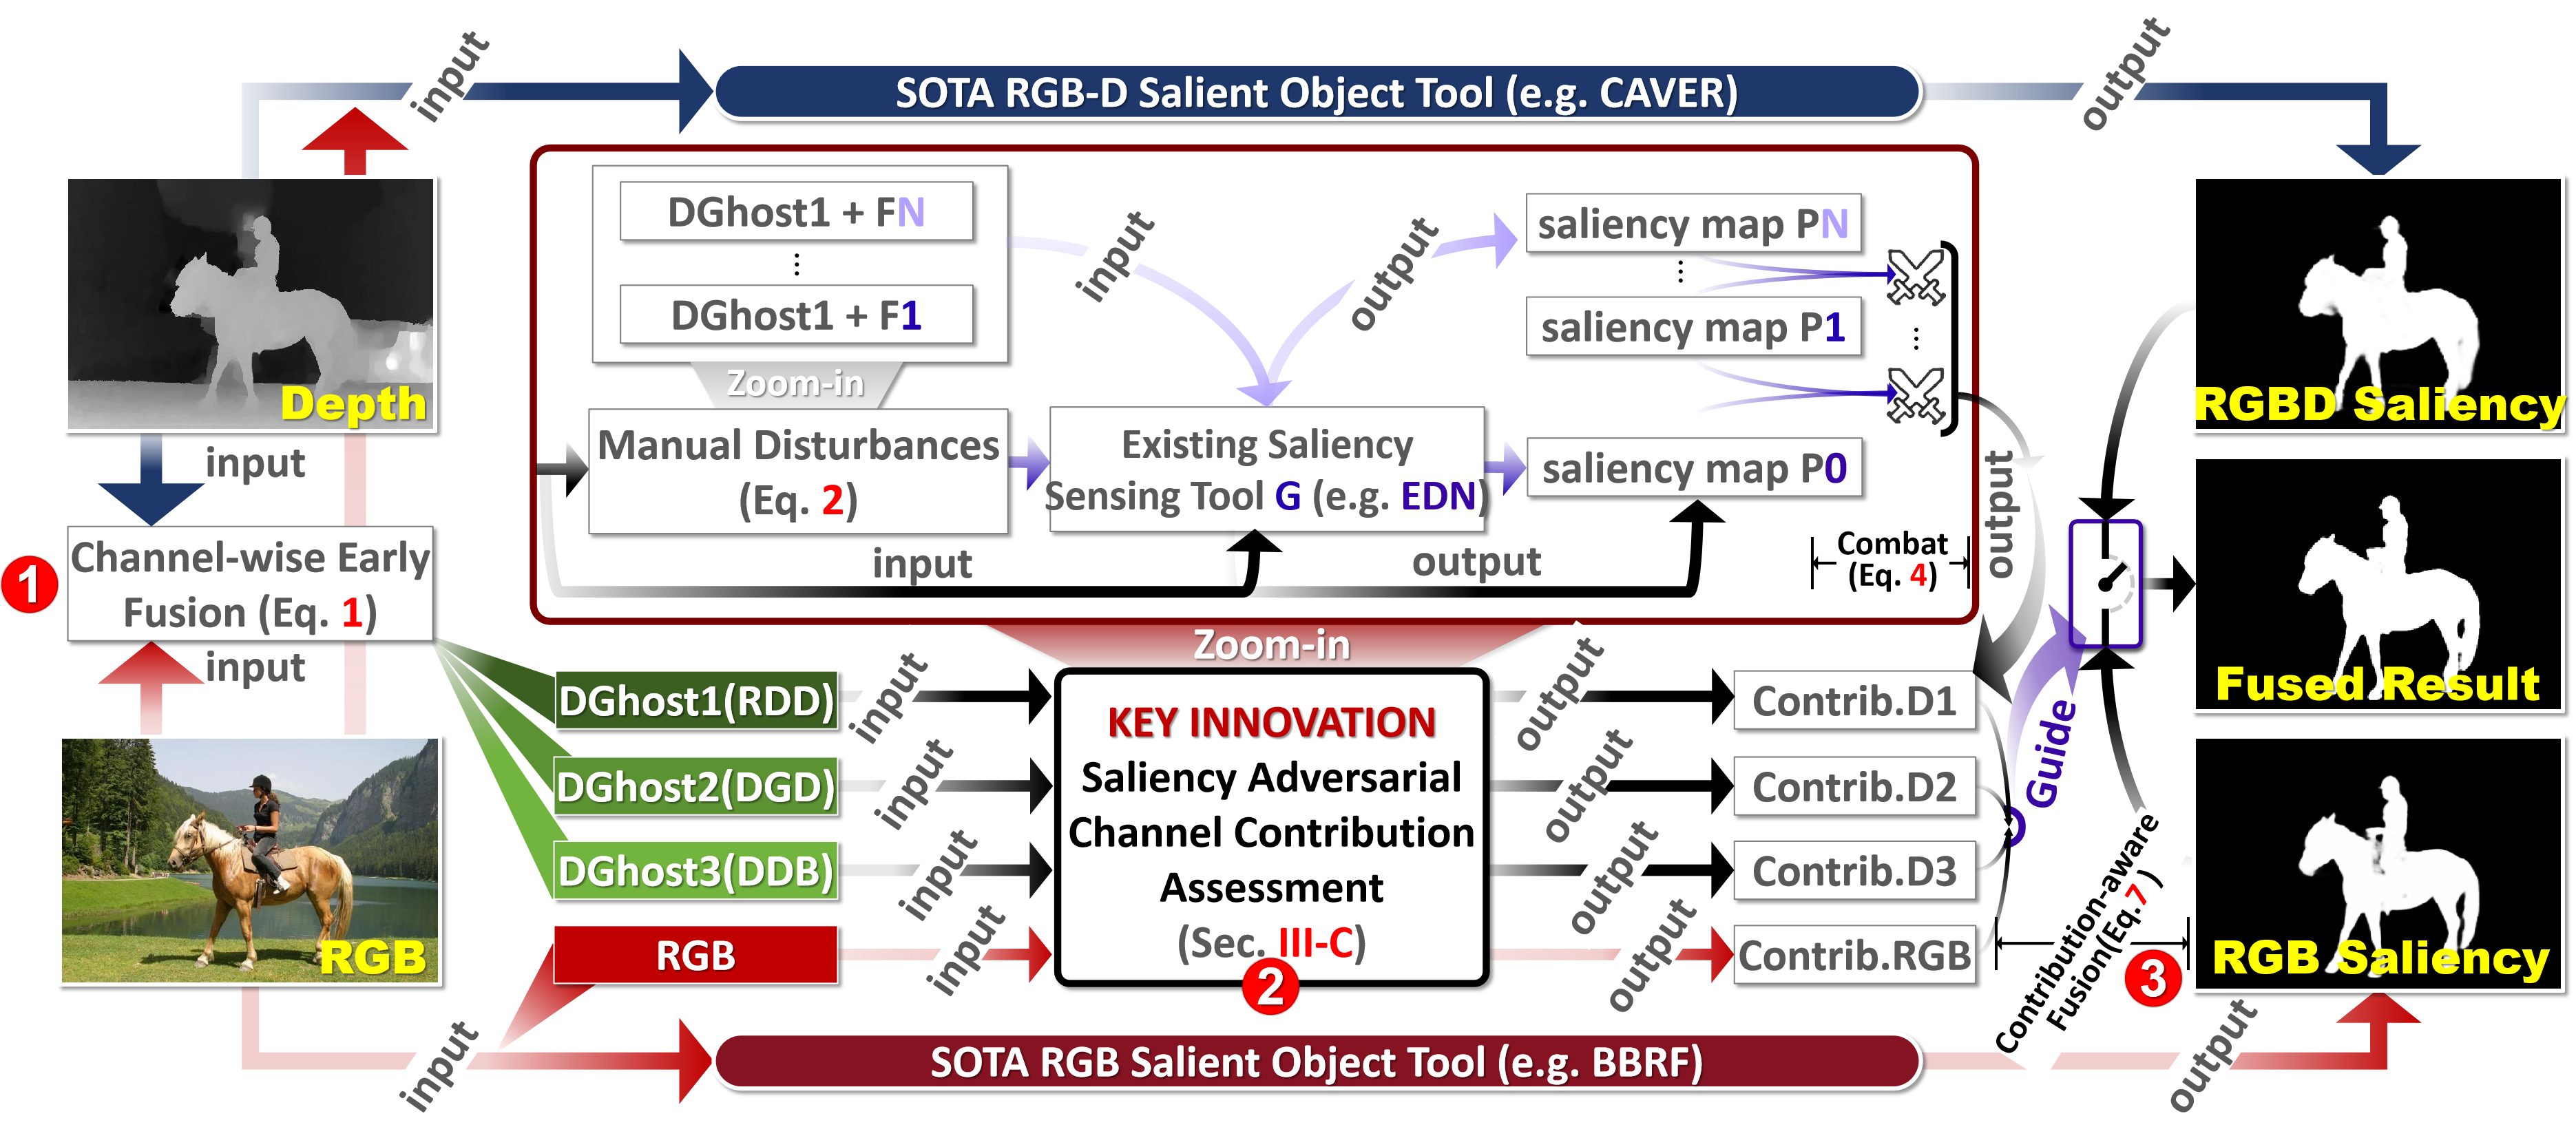 input
SOTA RGB-D Salient Object Tool (e.g. CAVER)
output
Depth
input
Channel-wise Early
Fusion (Eq. 1)
1
input
RGB
input
DGhost1 + FN
⋮
DGhost1 + F1
Zoom-in
Manual Disturbances
(Eq. 2)
input
Existing Saliency
Sensing Tool G (e.g. EDN)
output
saliency map PN
⋮
saliency map P1
⋮
saliency map P0
input
output
Combat
(Eq. 4)
output
Zoom-in
DGhost1(RDD)
DGhost2(DGD)
DGhost3(DDB)
RGB
input
input
input
input
KEY INNOVATION
Saliency Adversarial
Channel Contribution
Assessment
(Sec. III-C)
2
output
output
output
output
Contrib.D1
Contrib.D2
Contrib.D3
Contrib.RGB
Guide
Contribution-aware
Fusion(Eq.7)
3
RGBD Saliency
Fused Result
RGB Saliency
SOTA RGB Salient Object Tool (e.g. BBRF)
output